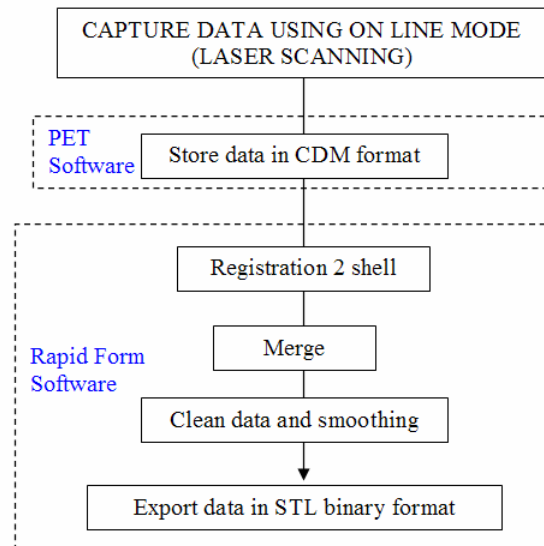 CAPTURE DATA USING ON LINE MODE
(LASER SCANNING)
PET
Software
Store data in CDM format
Registration 2 shell
Merge
Rapid Form
Software
Clean data and smoothing
Export data in STL binary format